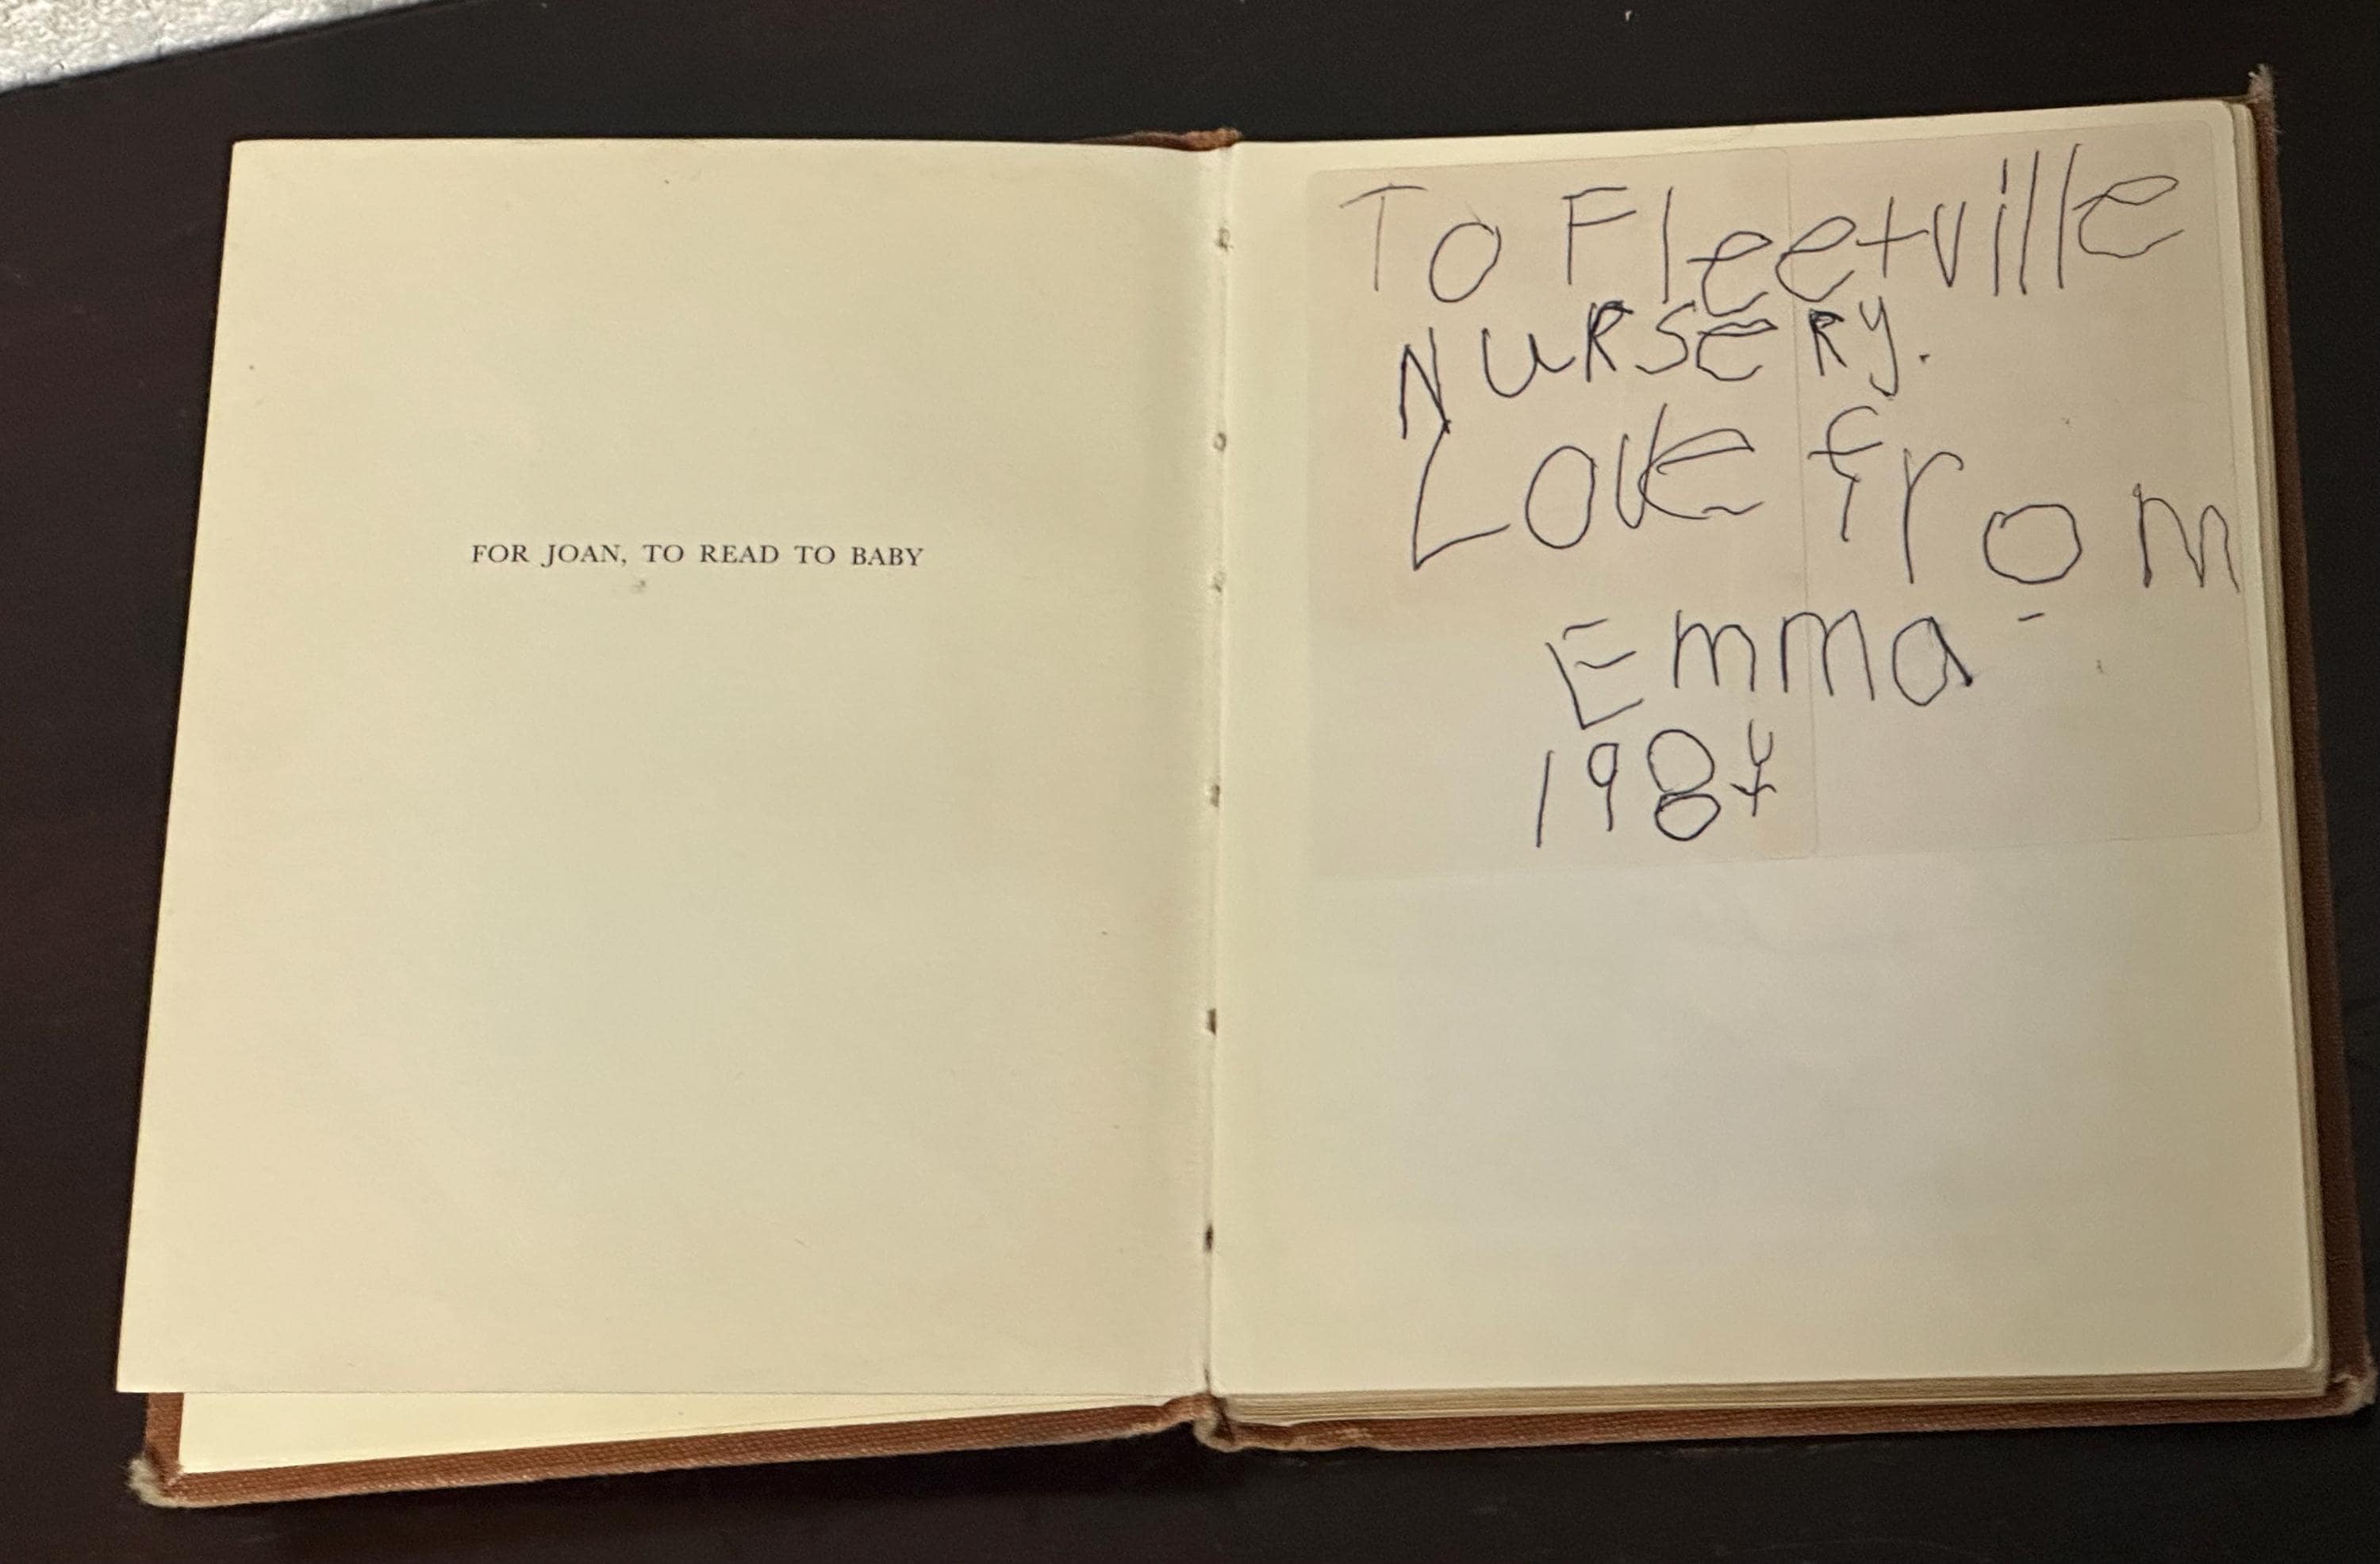 FOR JOAN, TO READ TO BABY
To Fleetville
NURSERY.
Love from
Emma
1984